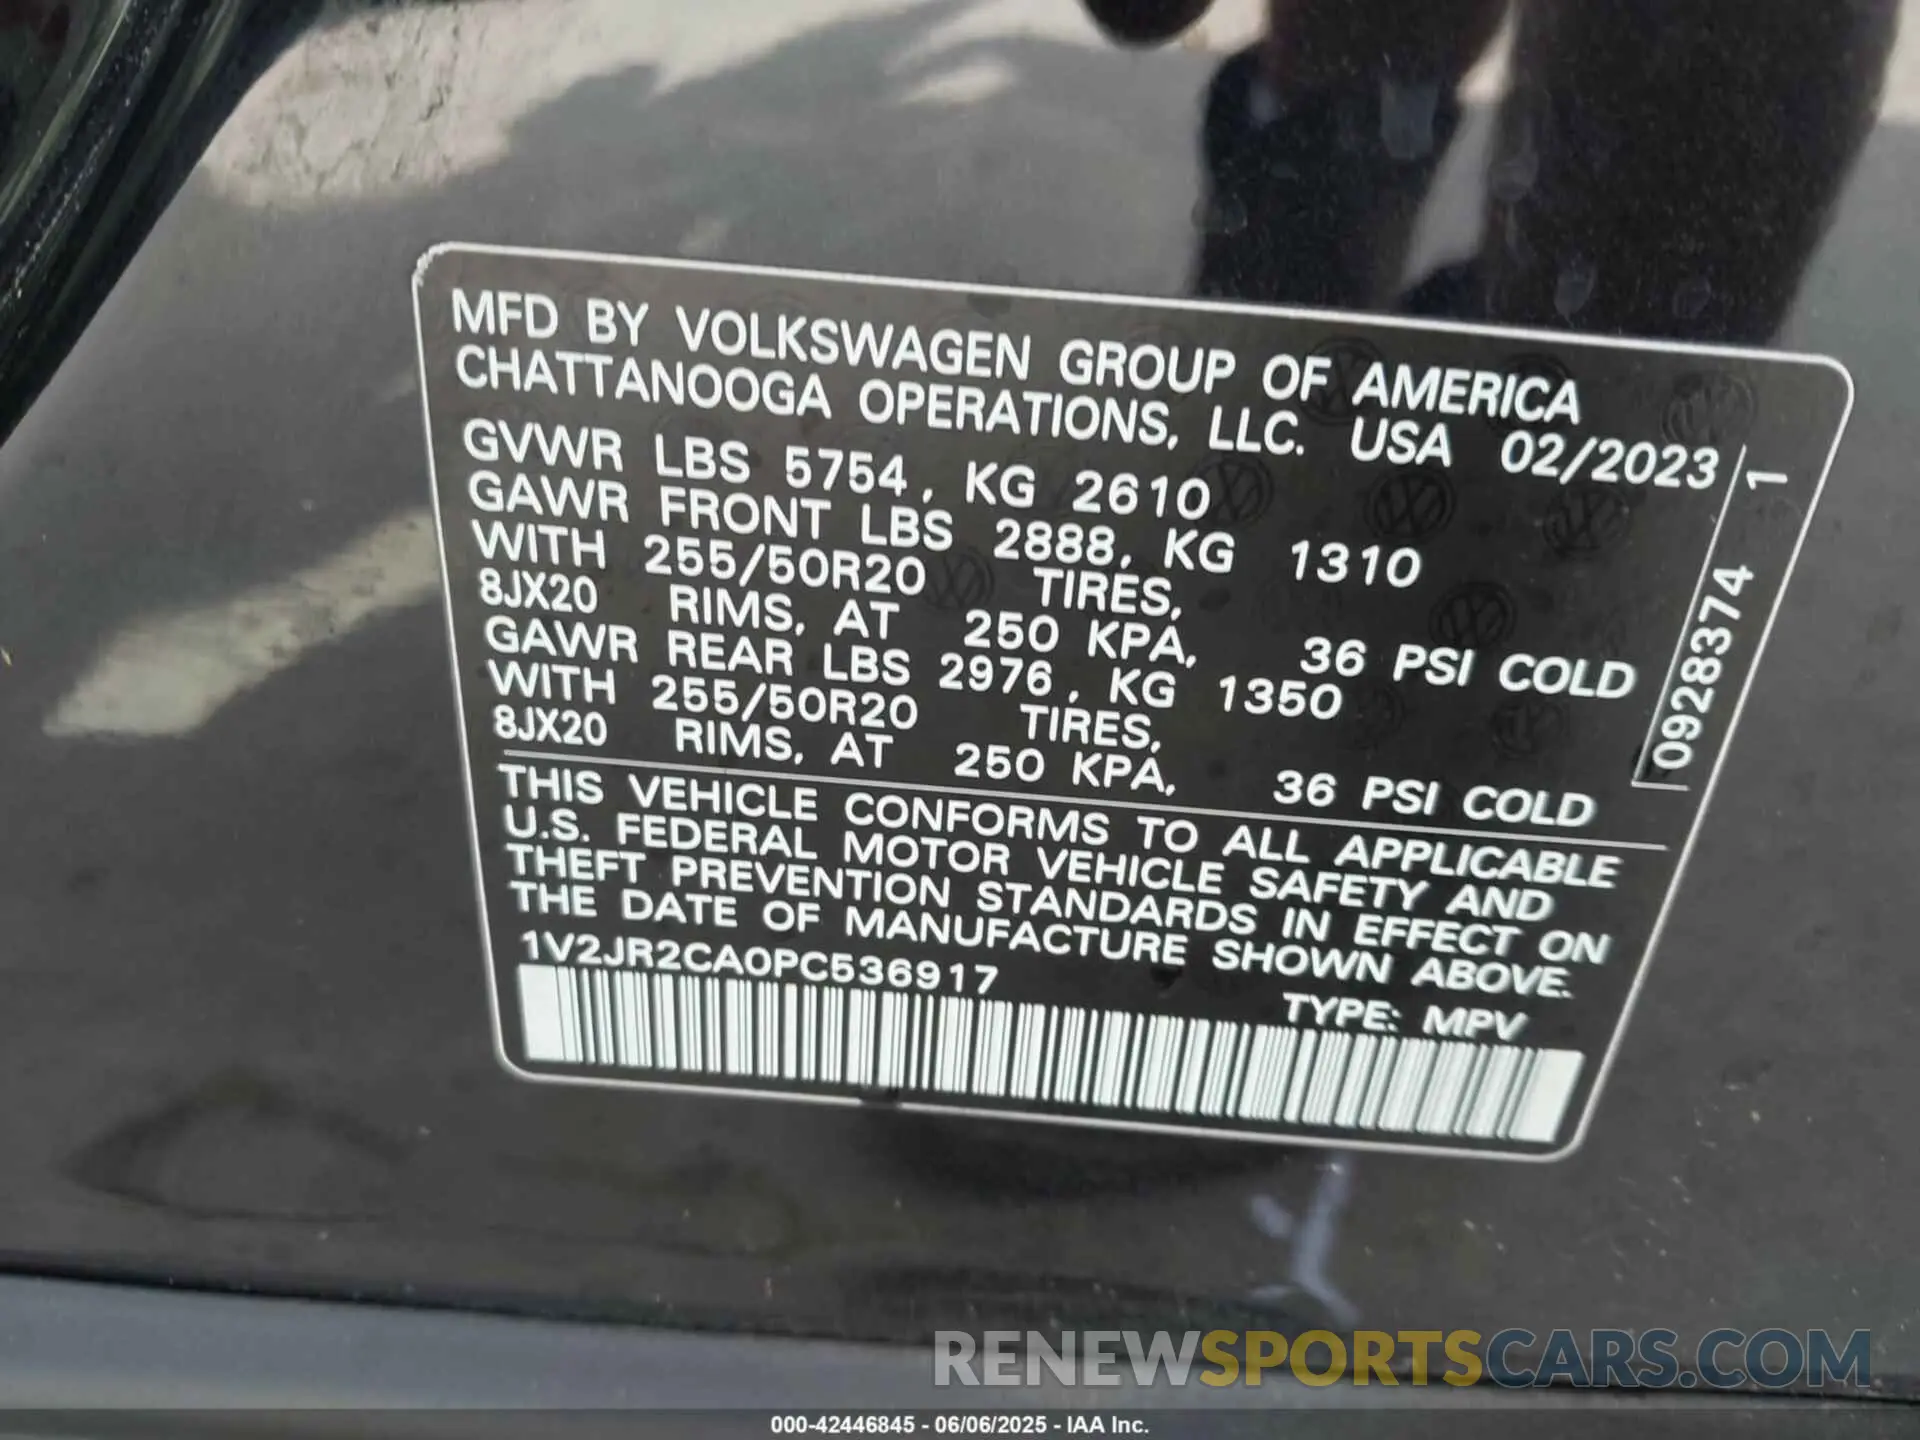 MFD BY VOLKSWAGEN GROUP OF AMERICA
CHATTANOOGA OPERATIONS, LLC. USA 02/2023
GVWR LBS 5754, KG 2610
GAWR FRONT LBS 2888, KG 1310
WITH 255/50R20 TIRES,
8JX20 RIMS, AT 250 KPA, 36 PSI COLD
GAWR REAR LBS 2976, KG 1350
WITH 255/50R20 TIRES,
8JX20 RIMS, AT 250 KPA, 36 PSI COLD
THIS VEHICLE CONFORMS TO ALL APPLICABLE
U.S. FEDERAL MOTOR VEHICLE SAFETY AND
THEFT PREVENTION STANDARDS IN EFFECT ON
THE DATE OF MANUFACTURE SHOWN ABOVE.
1V2JR2CA0PC536917
TYPE: MPV
0928374 1
RENEWSPORTSCARS.COM
000-42446845 - 06/06/2025 - IAA Inc.